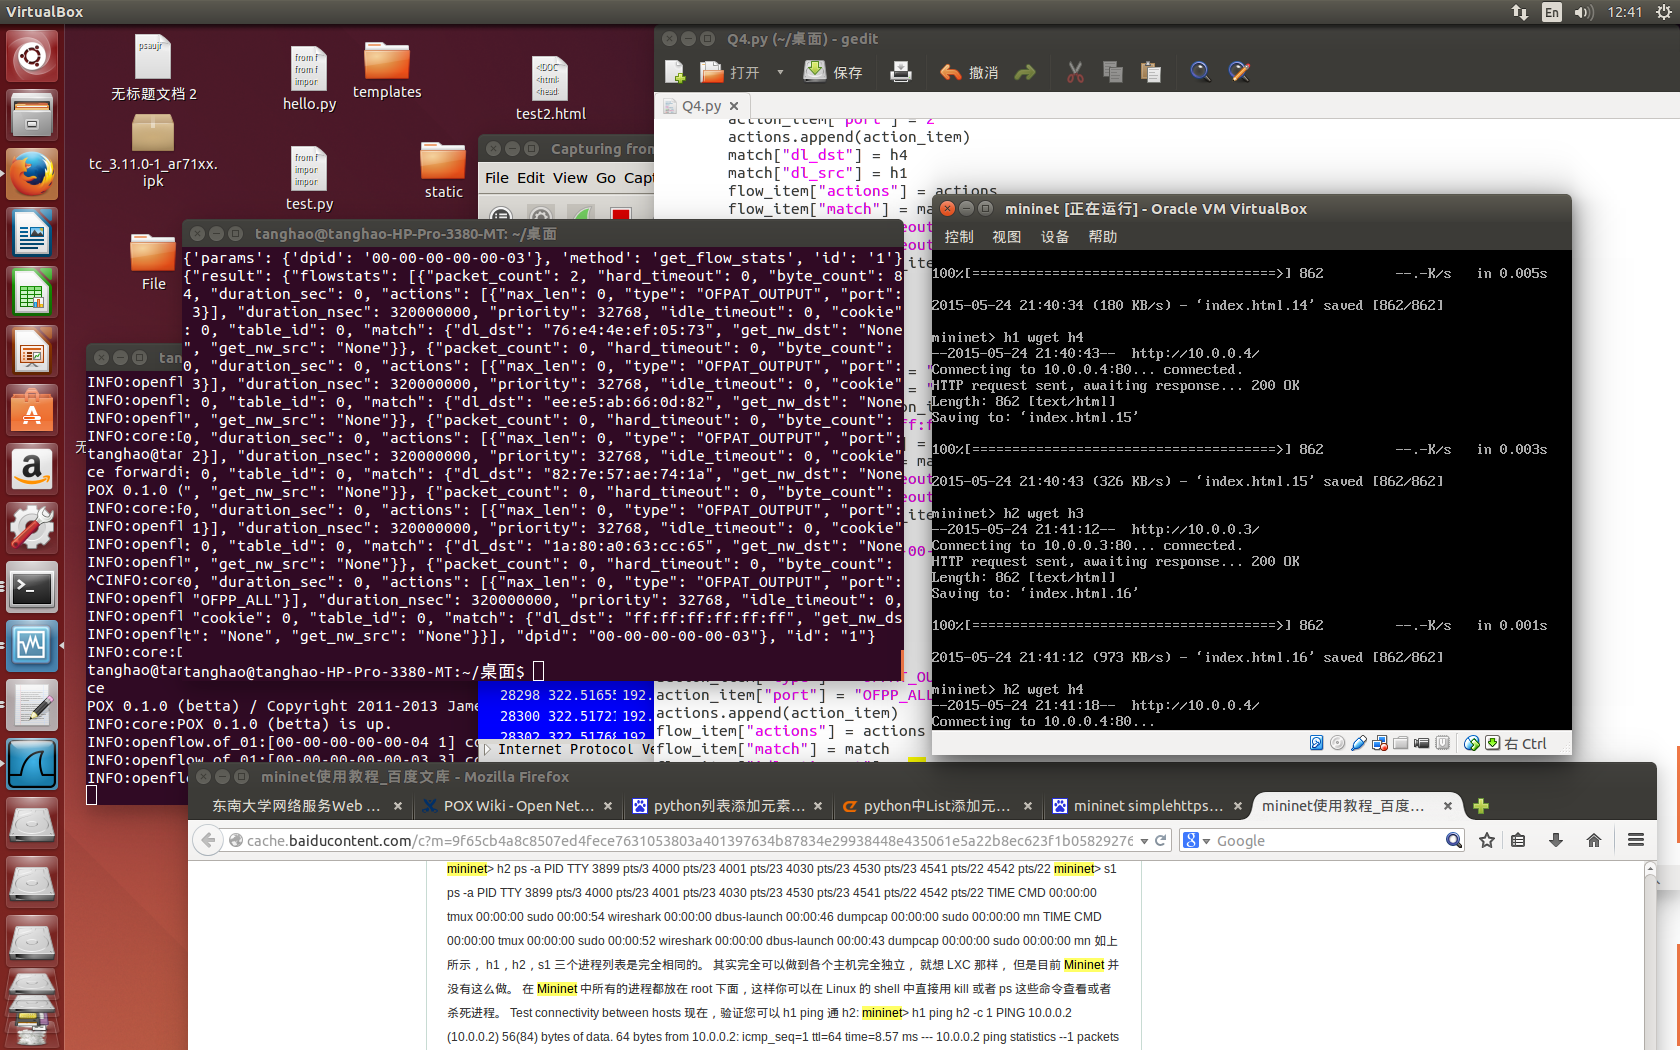 VirtualBox
En
12:41
psaujr
无标题文档 2
from f
from f
impor
hello.py
templates
<!DOC
<html>
<head
test2.html
tc_3.11.0-1_ar71xx.
ipk
from f
impor
impor
test.py
static
File
Q4.py (~/桌面) - gedit
打开
保存
撤消
Q4.py
action_item["port"] = 2
actions.append(action_item)
match["dl_dst"] = h4
match["dl_src"] = h1
flow_item["actions"] = actions
flow_item["match"] = ma
Capturing from
File Edit View Go Capt
tanghao@tanghao-HP-Pro-3380-MT: ~/桌面
{'params': {'dpid': '00-00-00-00-00-03'}, 'method': 'get_flow_stats', 'id': '1'}
{"result": {"flowstats": [{"packet_count": 2, "hard_timeout": 0, "byte_count": 8
4, "duration_sec": 0, "actions": [{"max_len": 0, "type": "OFPAT_OUTPUT", "port":
 3}], "duration_nsec": 320000000, "priority": 32768, "idle_timeout": 0, "cookie"
: 0, "table_id": 0, "match": {"dl_dst": "76:e4:4e:ef:05:73", "get_nw_dst": "None
", "get_nw_src": "None"}}, {"packet_count": 0, "hard_timeout": 0, "byte_count": 
0, "duration_sec": 0, "actions": [{"max_len": 0, "type": "OFPAT_OUTPUT", "port":
 3}], "duration_nsec": 320000000, "priority": 32768, "idle_timeout": 0, "cookie"
: 0, "table_id": 0, "match": {"dl_dst": "ee:e5:ab:66:0d:82", "get_nw_dst": "None
", "get_nw_src": "None"}}, {"packet_count": 0, "hard_timeout": 0, "byte_count": 
0, "duration_sec": 0, "actions": [{"max_len": 0, "type": "OFPAT_OUTPUT", "port":
 2}], "duration_nsec": 320000000, "priority": 32768, "idle_timeout": 0, "cookie"
: 0, "table_id": 0, "match": {"dl_dst": "82:7e:57:ae:74:1a", "get_nw_dst": "None
", "get_nw_src": "None"}}, {"packet_count": 0, "hard_timeout": 0, "byte_count": 
0, "duration_sec": 0, "actions": [{"max_len": 0, "type": "OFPAT_OUTPUT", "port":
 1}], "duration_nsec": 320000000, "priority": 32768, "idle_timeout": 0, "cookie"
: 0, "table_id": 0, "match": {"dl_dst": "1a:80:a0:63:cc:65", "get_nw_dst": "None
", "get_nw_src": "None"}}, {"packet_count": 0, "hard_timeout": 0, "byte_count": 
0, "duration_sec": 0, "actions": [{"max_len": 0, "type": "OFPAT_OUTPUT", "port":
 "OFPP_ALL"}], "duration_nsec": 320000000, "priority": 32768, "idle_timeout": 0,
 "cookie": 0, "table_id": 0, "match": {"dl_dst": "ff:ff:ff:ff:ff:ff", "get_nw_ds
t": "None", "get_nw_src": "None"}}], "dpid": "00-00-00-00-00-03"}, "id": "1"}
tanghao@tanghao-HP-Pro-3380-MT:~/桌面$
tan
INFO:openfl
INFO:openfl
INFO:openfl
INFO:core:D
tanghao@tan
ce forwardi
POX 0.1.0 (
INFO:core:P
INFO:openfl
INFO:openfl
INFO:openfl
^CINFO:core
INFO:openfl
INFO:openfl
INFO:openfl
INFO:core:D
tanghao@tan
ce
POX 0.1.0 (betta) / Copyright 2011-2013 Jame
INFO:core:POX 0.1.0 (betta) is up.
INFO:openflow.of_01:[00-00-00-00-00-04 1] co
INFO:openflow.of_01:[00-00-00-00-00-03 3] co
INFO:openflo
28298 322.51655 192.
28300 322.51721 192.
28302 322.51768 192.
Internet Protocol Ve
action_item["port"] = "OFPP_ALL
actions.append(action_item)
flow_item["actions"] = actions
flow_item["match"] = match
mininet [正在运行] - Oracle VM VirtualBox
控制 视图 设备 帮助
100%[======================================>] 862 --.-K/s in 0.005s
2015-05-24 21:40:34 (180 KB/s) - ‘index.html.14’ saved [862/862]
mininet> h1 wget h4
--2015-05-24 21:40:43-- http://10.0.0.4/
Connecting to 10.0.0.4:80... connected.
HTTP request sent, awaiting response... 200 OK
Length: 862 [text/html]
Saving to: ‘index.html.15’
100%[======================================>] 862 --.-K/s in 0.003s
2015-05-24 21:40:43 (326 KB/s) - ‘index.html.15’ saved [862/862]
mininet> h2 wget h3
--2015-05-24 21:41:12-- http://10.0.0.3/
Connecting to 10.0.0.3:80... connected.
HTTP request sent, awaiting response... 200 OK
Length: 862 [text/html]
Saving to: ‘index.html.16’
100%[======================================>] 862 --.-K/s in 0.001s
2015-05-24 21:41:12 (973 KB/s) - ‘index.html.16’ saved [862/862]
mininet> h2 wget h4
--2015-05-24 21:41:18-- http://10.0.0.4/
Connecting to 10.0.0.4:80...
右 Ctrl
mininet使用教程_百度文库 - Mozilla Firefox
东南大学网络服务Web ...
POX Wiki - Open Net...
python列表添加元素...
python中List添加元...
mininet simplehttps...
mininet使用教程_百度...
cache.baiducontent.com/c?m=9f65cb4a8c8507ed4fece7631053803a401397634b87834e29938448e435061e5a22b8ec623f1b05829276
Google
mininet> h2 ps -a PID TTY 3899 pts/3 4000 pts/23 4001 pts/23 4030 pts/23 4530 pts/23 4541 pts/22 4542 pts/22 mininet> s1
ps -a PID TTY 3899 pts/3 4000 pts/23 4001 pts/23 4030 pts/23 4530 pts/23 4541 pts/22 4542 pts/22 TIME CMD 00:00:00
tmux 00:00:00 sudo 00:00:54 wireshark 00:00:00 dbus-launch 00:00:46 dumpcap 00:00:00 sudo 00:00:00 mn TIME CMD
00:00:00 tmux 00:00:00 sudo 00:00:52 wireshark 00:00:00 dbus-launch 00:00:43 dumpcap 00:00:00 sudo 00:00:00 mn 如上
所示，h1，h2，s1 三个进程列表是完全相同的。 其实完全可以做到各个主机完全独立， 就想 LXC 那样， 但是目前 Mininet 并
没有这么做。 在 Mininet 中所有的进程都放在 root 下面，这样你可以在 Linux 的 shell 中直接用 kill 或者 ps 这些命令查看或者
杀死进程。 Test connectivity between hosts 现在，验证您可以 h1 ping 通 h2: mininet> h1 ping h2 -c 1 PING 10.0.0.2
(10.0.0.2) 56(84) bytes of data. 64 bytes from 10.0.0.2: icmp_seq=1 ttl=64 time=8.57 ms --- 10.0.0.2 ping statistics --1 packets